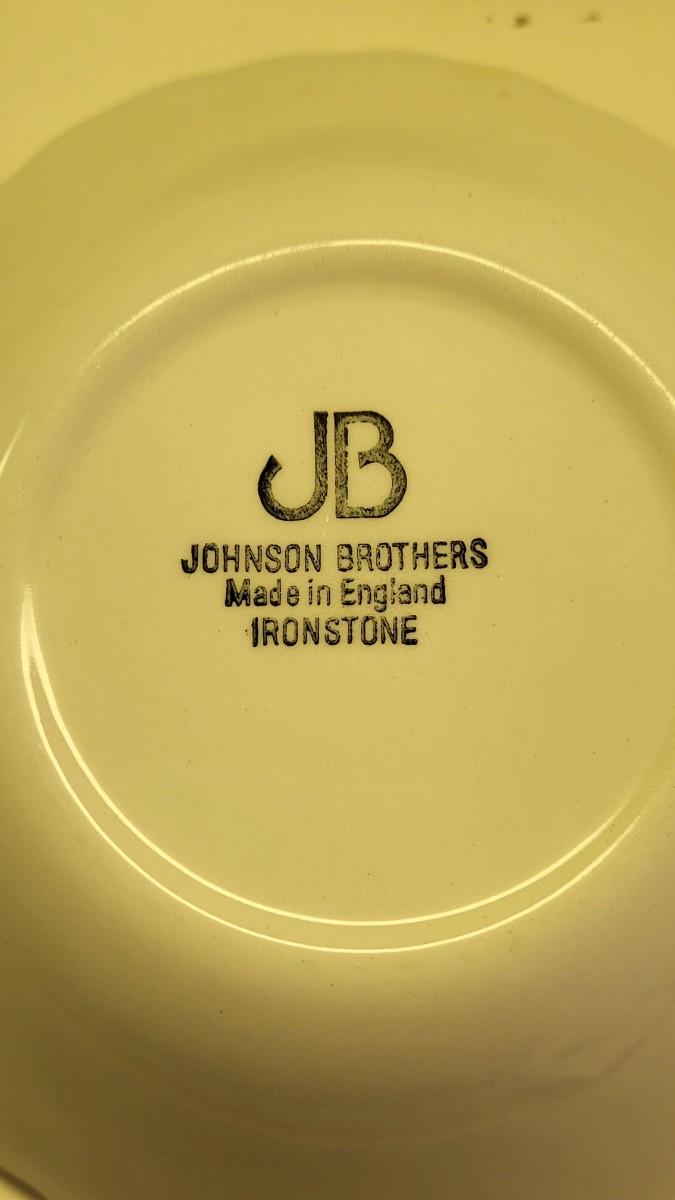 JB
JOHNSON BROTHERS
Made in England
IRONSTONE